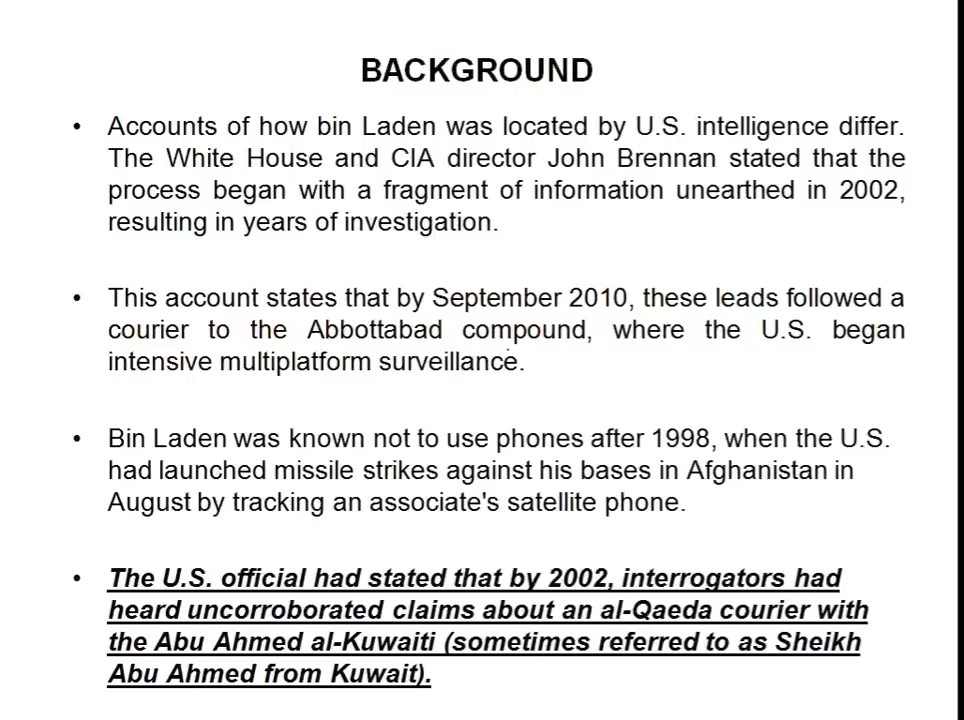 BACKGROUND
• Accounts of how bin Laden was located by U.S. intelligence differ.
The White House and CIA director John Brennan stated that the
process began with a fragment of information unearthed in 2002,
resulting in years of investigation.
• This account states that by September 2010, these leads followed a
courier to the Abbottabad compound, where the U.S. began
intensive multiplatform surveillance.
• Bin Laden was known not to use phones after 1998, when the U.S.
had launched missile strikes against his bases in Afghanistan in
August by tracking an associate's satellite phone.
• The U.S. official had stated that by 2002, interrogators had
heard uncorroborated claims about an al-Qaeda courier with
the Abu Ahmed al-Kuwaiti (sometimes referred to as Sheikh
Abu Ahmed from Kuwait).